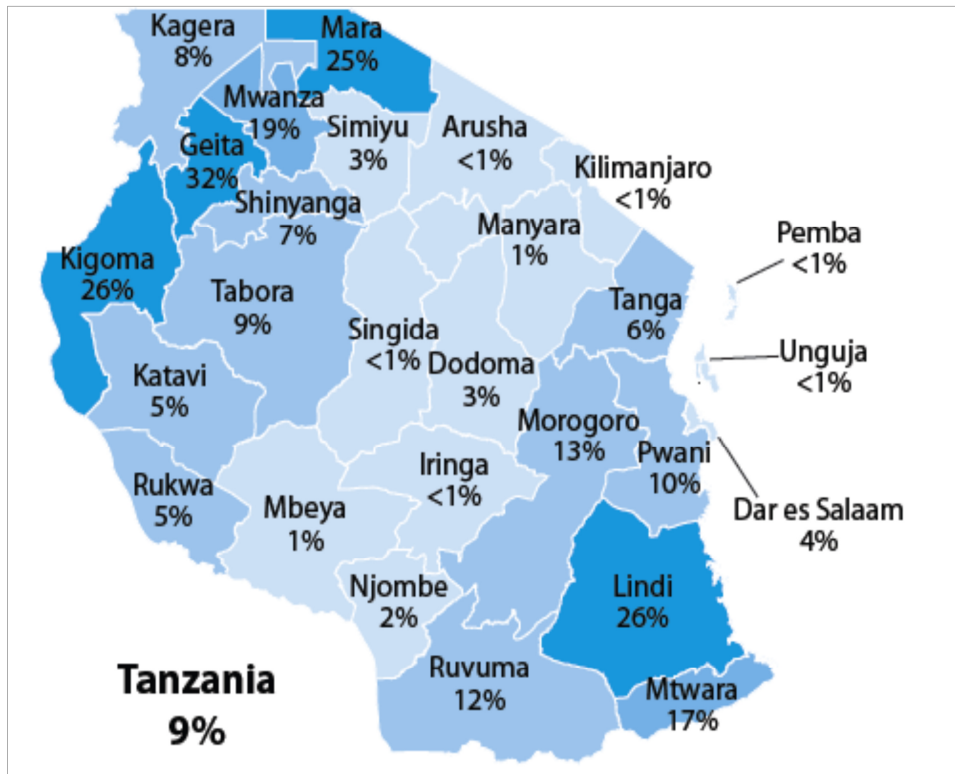 Kagera
8%
Mara
25%
Mwanza
19%
Simiyu
3%
Arusha
<1%
Geita
32%
Kilimanjaro
<1%
Shinyanga
7%
Manyara
1%
Pemba
<1%
Kigoma
26%
Tabora
9%
Tanga
6%
Singida
<1%
Unguja
<1%
Dodoma
3%
Katavi
5%
Morogoro
13%
Pwani
10%
Iringa
<1%
Rukwa
5%
Mbeya
1%
Dar es Salaam
4%
Njombe
2%
Lindi
26%
Ruvuma
12%
Mtwara
17%
Tanzania
9%